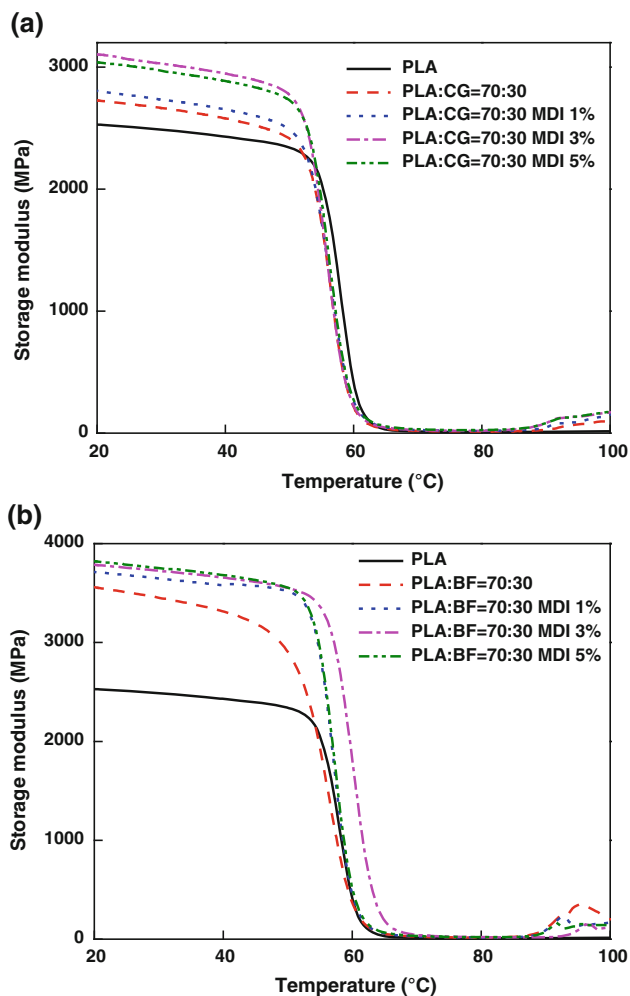 (a)
3000
2000
1000
0
Storage modulus (MPa)
PLA
PLA:CG=70:30
PLA:CG=70:30 MDI 1%
PLA:CG=70:30 MDI 3%
PLA:CG=70:30 MDI 5%
20 40 60 80 100
Temperature (°C)
(b)
4000
3000
2000
1000
0
Storage modulus (MPa)
PLA
PLA:BF=70:30
PLA:BF=70:30 MDI 1%
PLA:BF=70:30 MDI 3%
PLA:BF=70:30 MDI 5%
20 40 60 80 100
Temperature (°C)